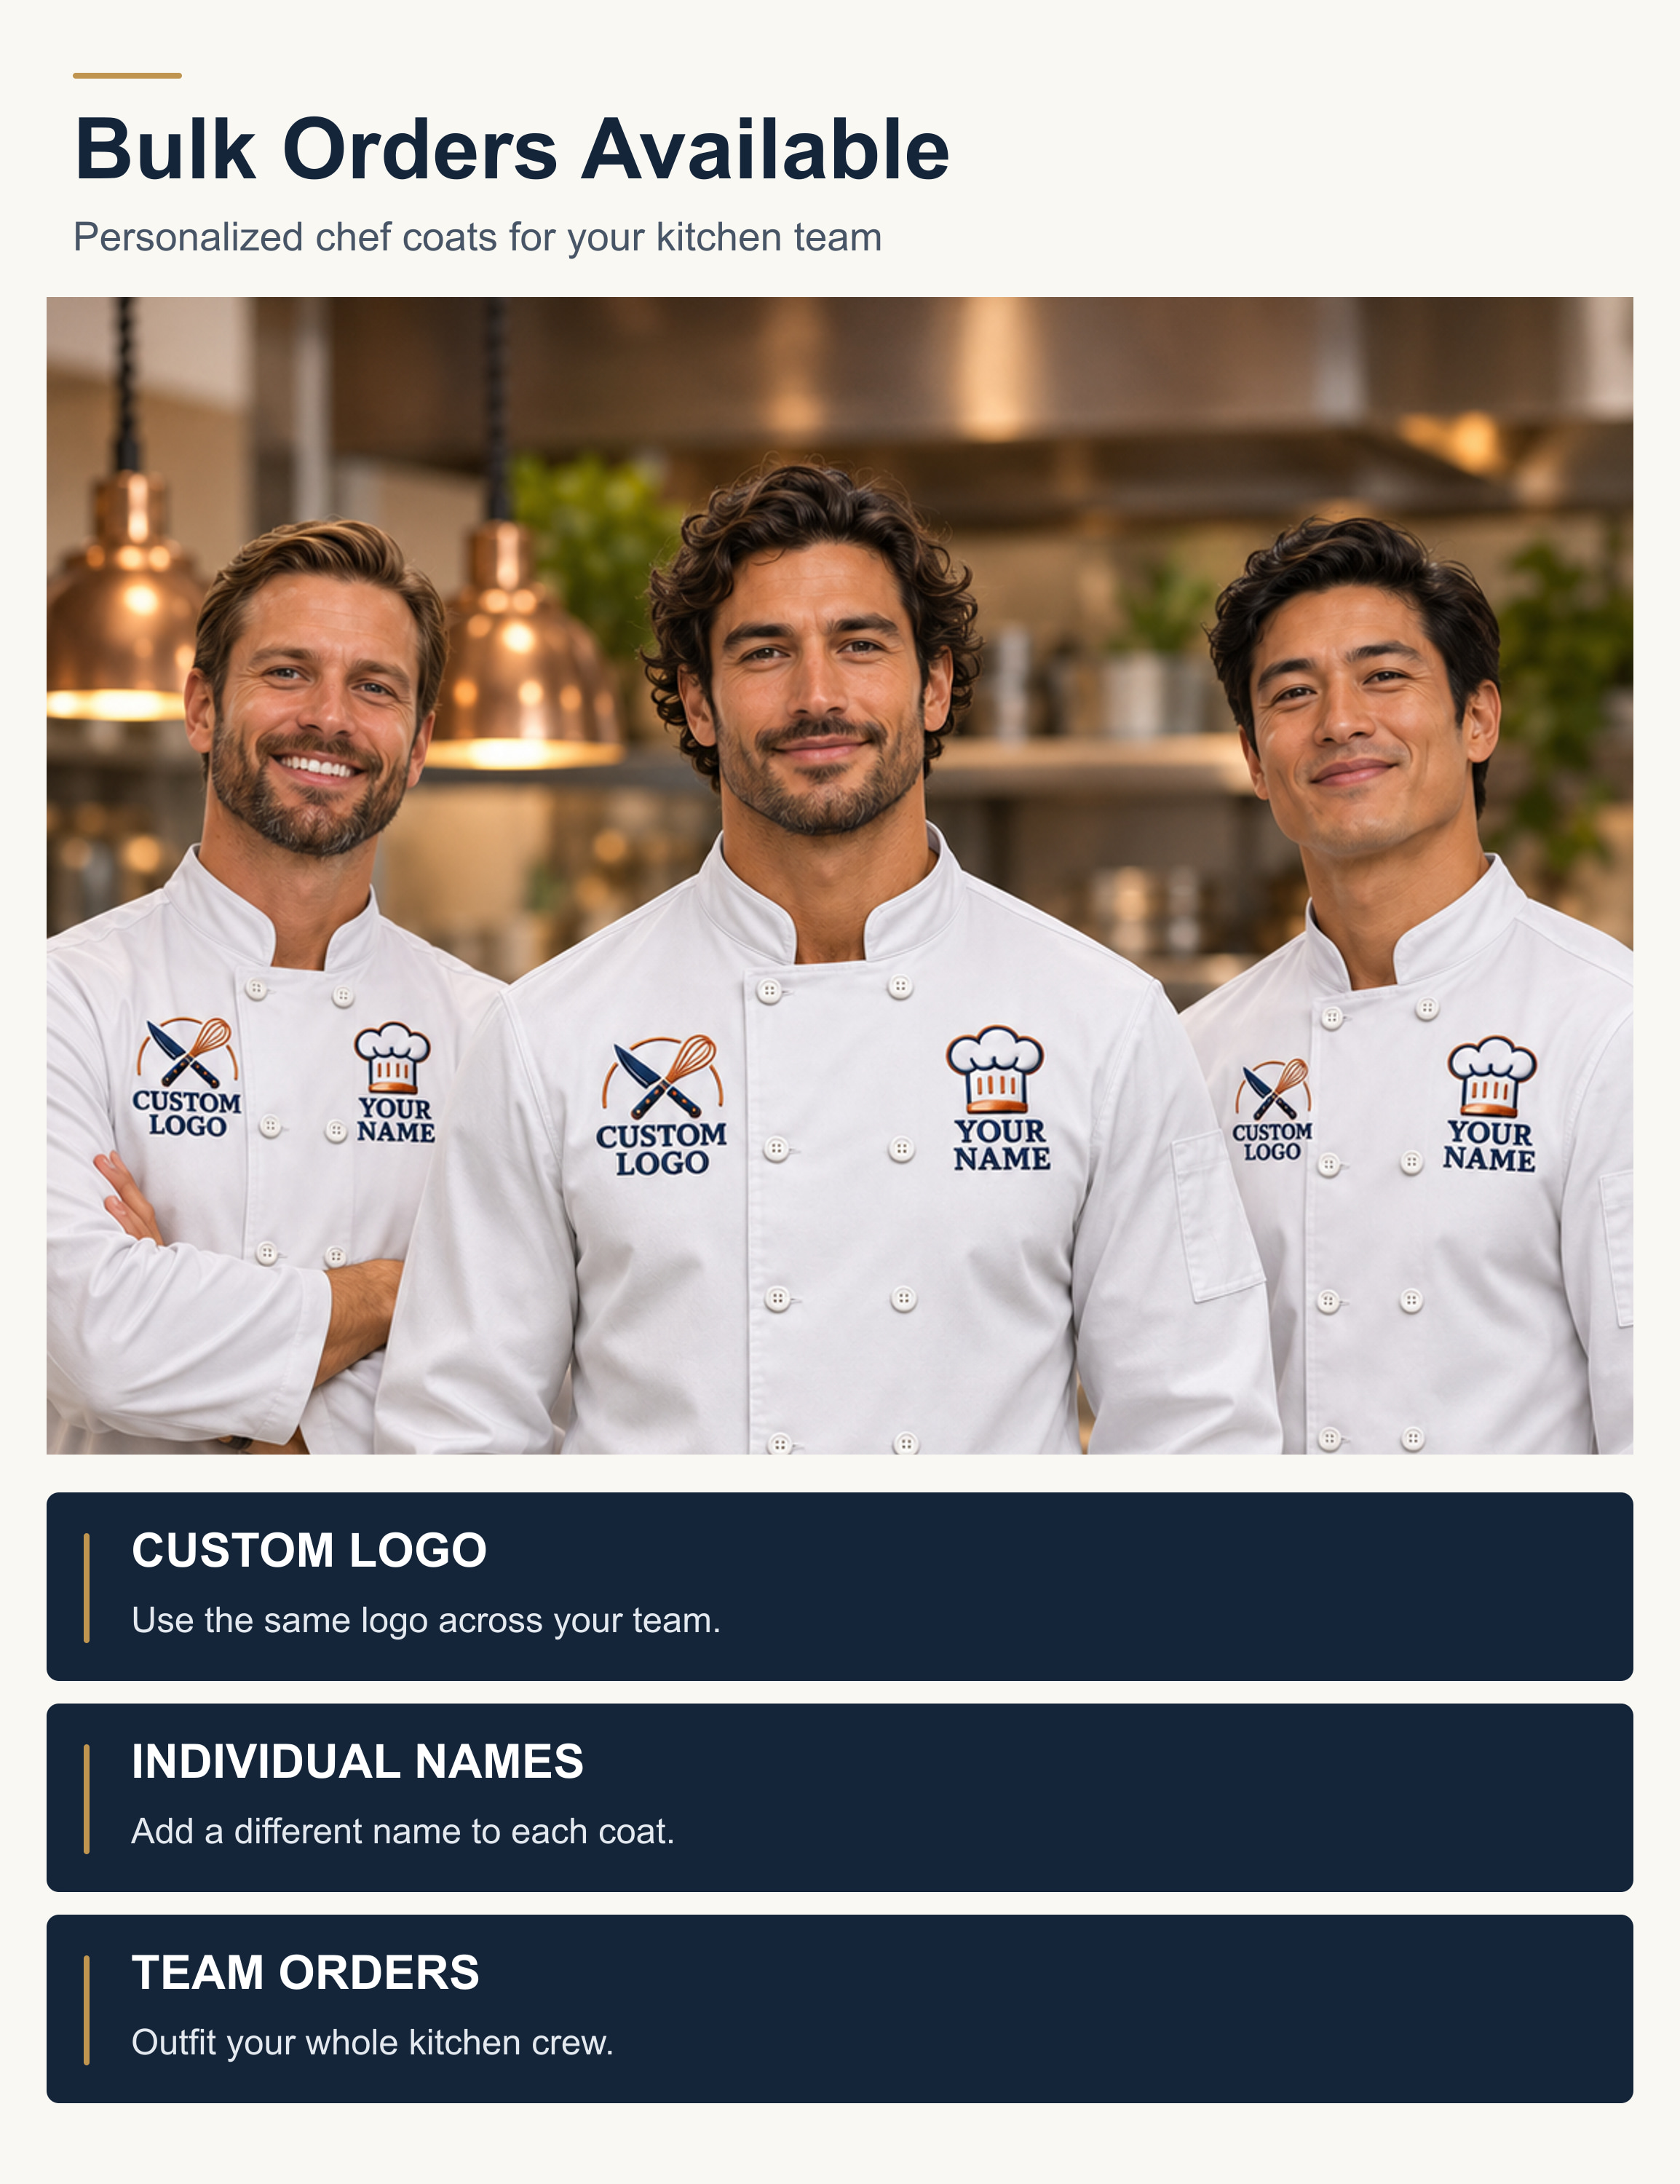 Bulk Orders Available
Personalized chef coats for your kitchen team
CUSTOM
LOGO
YOUR
NAME
CUSTOM
LOGO
YOUR
NAME
CUSTOM
LOGO
YOUR
NAME
CUSTOM LOGO
Use the same logo across your team.
INDIVIDUAL NAMES
Add a different name to each coat.
TEAM ORDERS
Outfit your whole kitchen crew.